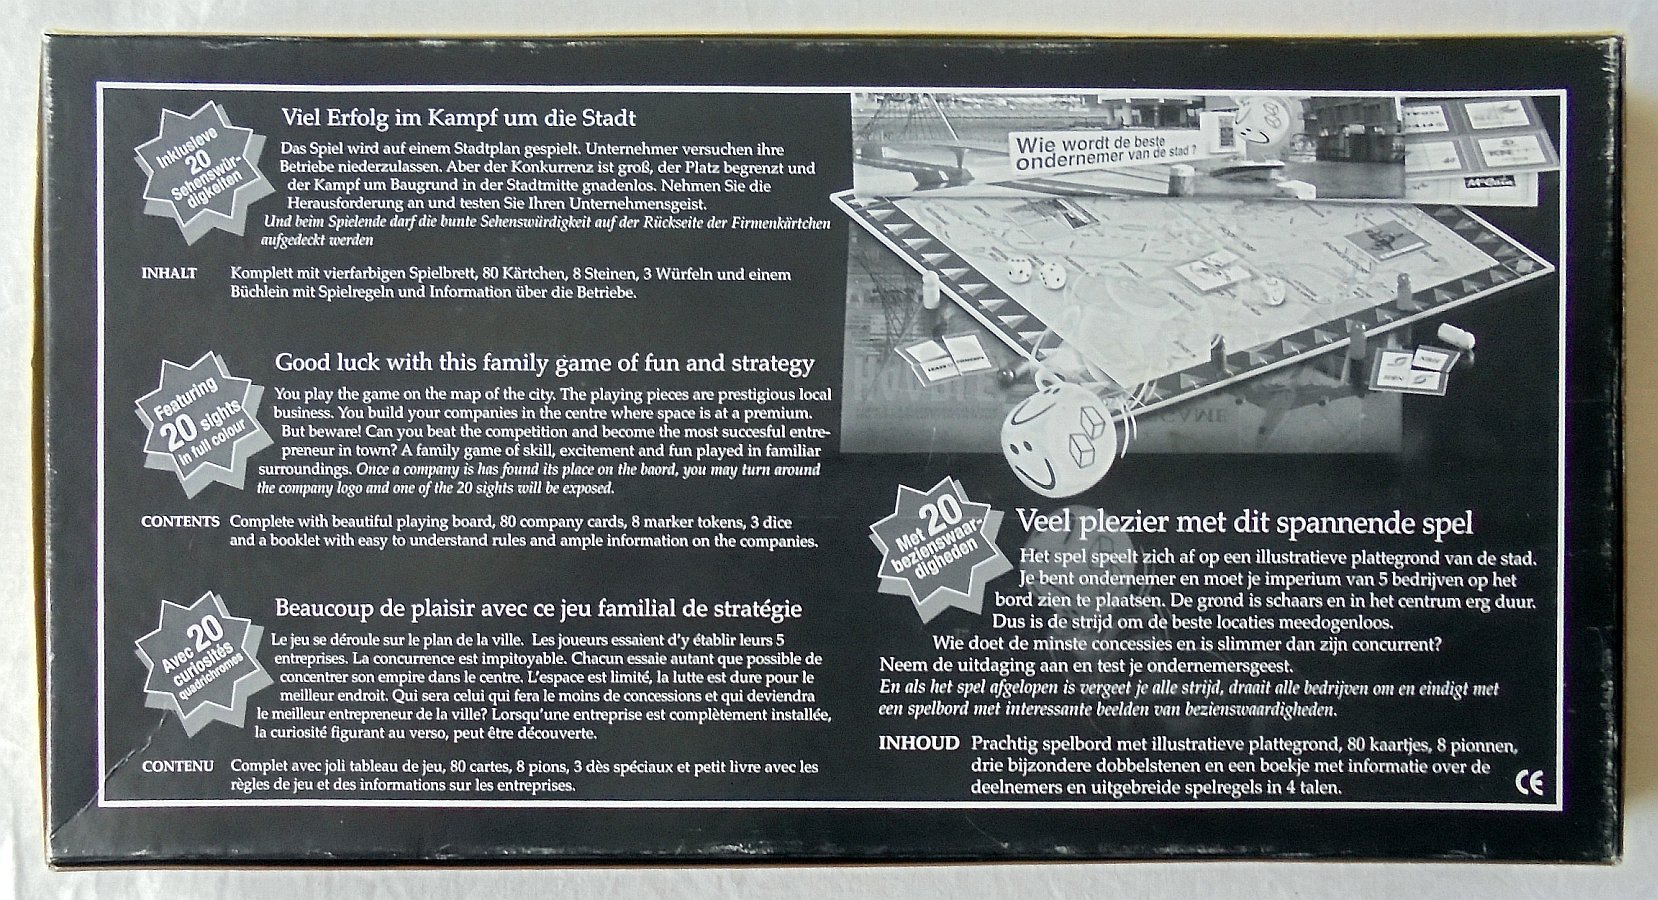 Inklusieve
20
Sehenswür-
digkeiten
Viel Erfolg im Kampf um die Stadt
Das Spiel wird auf einem Stadtplan gespielt. Unternehmer versuchen ihre
Betriebe niederzulassen. Aber der Konkurrenz ist groß, der Platz begrenzt und
der Kampf um Baugrund in der Stadtmitte gnadenlos. Nehmen Sie die
Herausforderung an und testen Sie Ihren Unternehmensgeist.
Und beim Spielende darf die bunte Sehenswürdigkeit auf der Rückseite der Firmenkärtchen
aufgedeckt werden
INHALT Komplett mit vierfarbigen Spielbrett, 80 Kärtchen, 8 Steinen, 3 Würfeln und einem
Büchlein mit Spielregeln und Information über die Betriebe.
Featuring
20 sights
in full colour
Good luck with this family game of fun and strategy
You play the game on the map of the city. The playing pieces are prestigious local
business. You build your companies in the centre where space is at a premium.
But beware! Can you beat the competition and become the most succesful entre-
preneur in town? A family game of skill, excitement and fun played in familiar
surroundings. Once a company is has found its place on the baord, you may turn around
the company logo and one of the 20 sights will be exposed.
CONTENTS Complete with beautiful playing board, 80 company cards, 8 marker tokens, 3 dice
and a booklet with easy to understand rules and ample information on the companies.
Avec 20
curiosités
quadrichromes
Beaucoup de plaisir avec ce jeu familial de stratégie
Le jeu se déroule sur le plan de la ville. Les joueurs essaient d'y établir leurs 5
entreprises. La concurrence est impitoyable. Chacun essaie autant que possible de
concentrer son empire dans le centre. L'espace est limité, la lutte est dure pour le
meilleur endroit. Qui sera celui qui fera le moins de concessions et qui deviendra
le meilleur entrepreneur de la ville? Lorsqu'une entreprise est complètement installée,
la curiosité figurant au verso, peut être découverte.
CONTENU Complet avec joli tableau de jeu, 80 cartes, 8 pions, 3 dès spéciaux et petit livre avec les
règles de jeu et des informations sur les entreprises.
Wie wordt de beste
ondernemer van de stad ?
McCain
Met 20
bezienswaar-
digheden
Veel plezier met dit spannende spel
Het spel speelt zich af op een illustratieve plattegrond van de stad.
Je bent ondernemer en moet je imperium van 5 bedrijven op het
bord zien te plaatsen. De grond is schaars en in het centrum erg duur.
Dus is de strijd om de beste locaties meedogenloos.
Wie doet de minste concessies en is slimmer dan zijn concurrent?
Neem de uitdaging aan en test je ondernemersgeest.
En als het spel afgelopen is vergeet je alle strijd, draait alle bedrijven om en eindigt met
een spelbord met interessante beelden van bezienswaardigheden.
INHOUD Prachtig spelbord met illustratieve plattegrond, 80 kaartjes, 8 pionnen,
drie bijzondere dobbelstenen en een boekje met informatie over de
deelnemers en uitgebreide spelregels in 4 talen.
CE